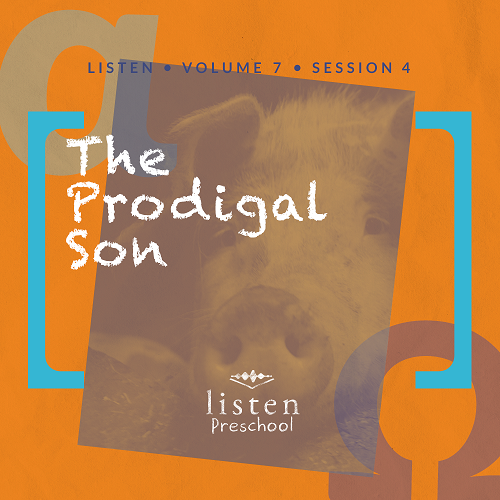 LISTEN • VOLUME 7 • SESSION 4
The
Prodigal
Son
listen
Preschool